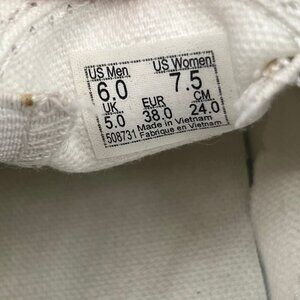 US Men US Women
6.0 7.5
UK EUR CM
5.0 38.0 24.0
508731 Made in Vietnam
Fabrique en Vietnam